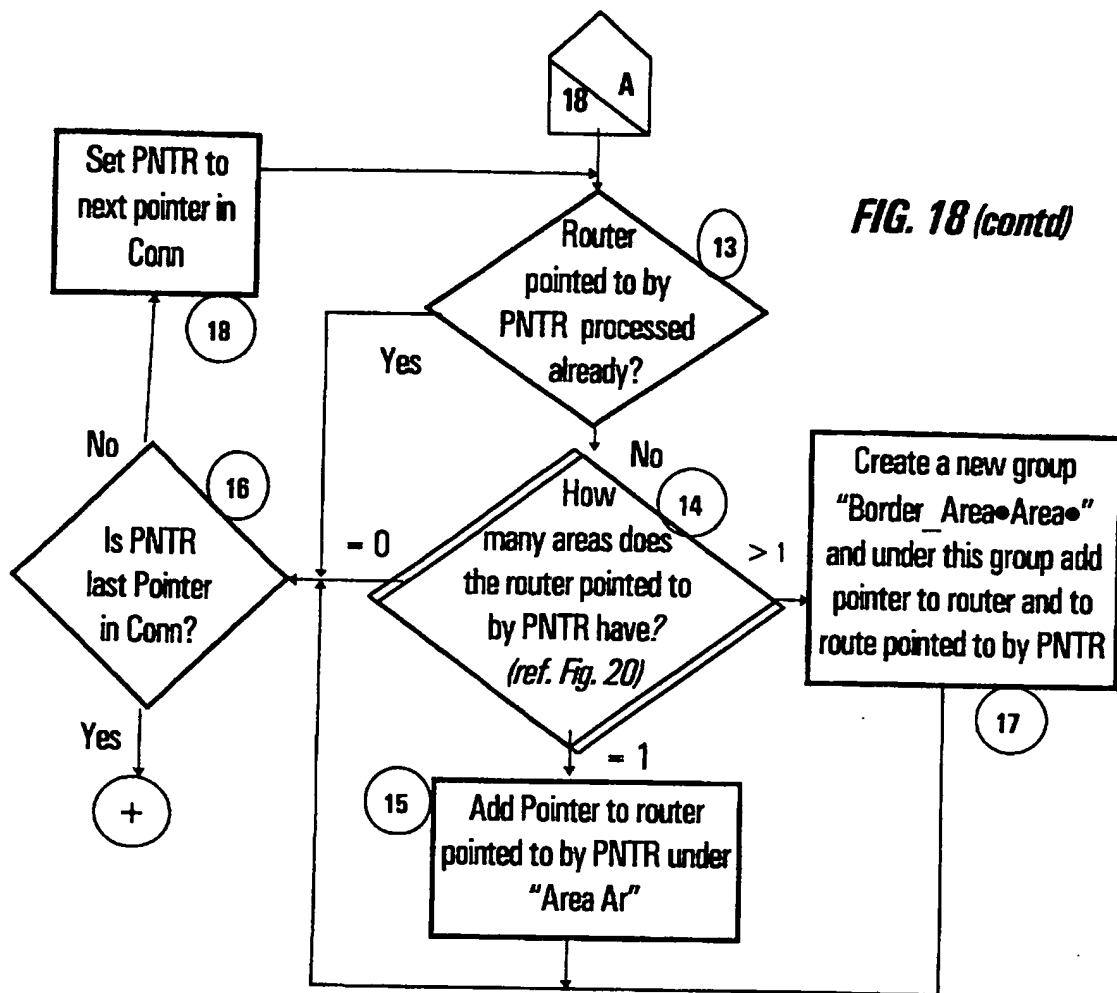 A
18
Set PNTR to
next pointer in
Conn
18
FIG. 18 (contd)
Router
pointed to by
PNTR processed
already?
13
Yes
No
How
many areas does
the router pointed to
by PNTR have?
(ref. Fig. 20)
14
= 0
> 1
= 1
Create a new group
"Border_Area●Area●"
and under this group add
pointer to router and to
route pointed to by PNTR
17
No
16
Is PNTR
last Pointer
in Conn?
Yes
+
15
Add Pointer to router
pointed to by PNTR under
"Area Ar"